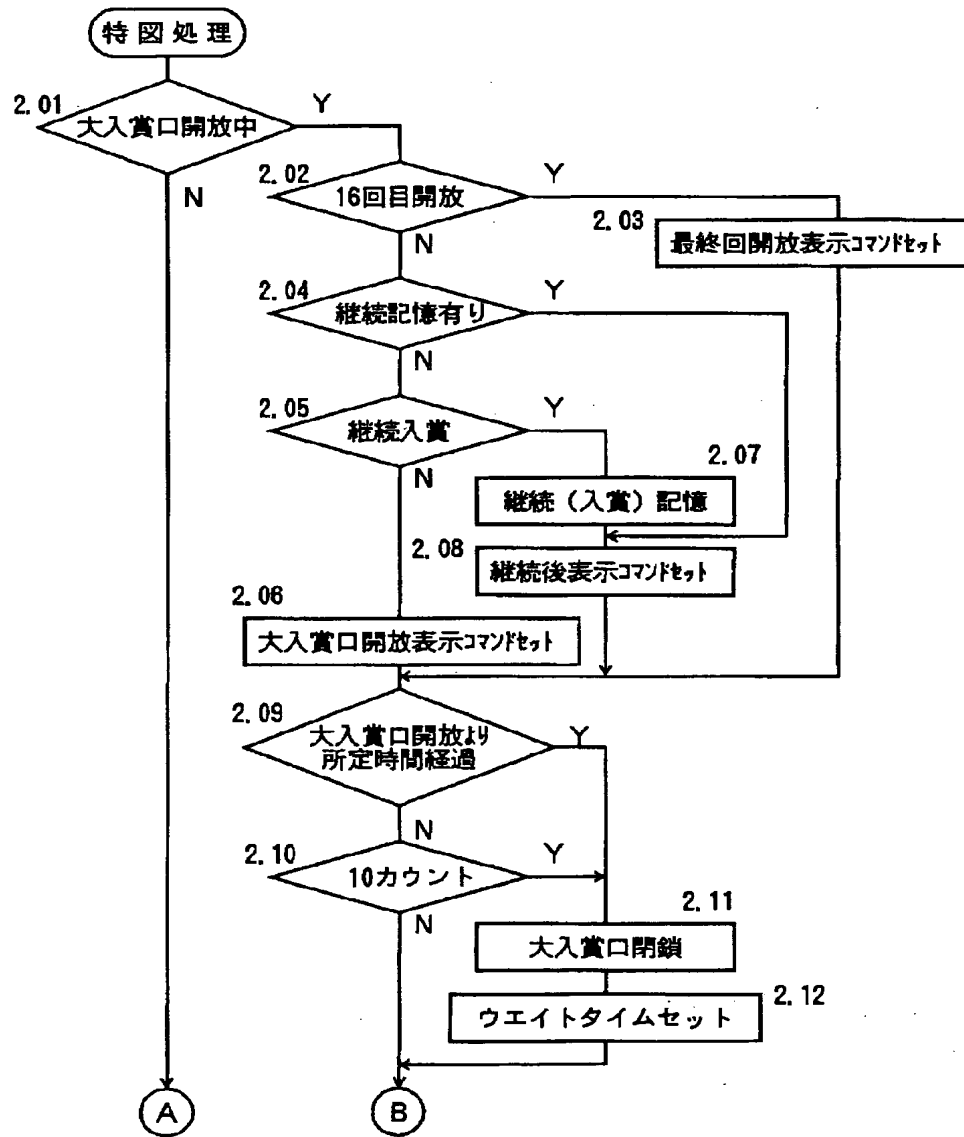 特図処理
2.01
大入賞口開放中
Y
N
2.02
16回目開放
Y
N
2.03
最終回開放表示コマンドセット
2.04
継続記憶有り
Y
N
2.05
継続入賞
Y
N
2.07
継続（入賞）記憶
2.08
継続後表示コマンドセット
2.06
大入賞口開放表示コマンドセット
2.09
大入賞口開放より
所定時間経過
Y
N
2.10
10カウント
Y
N
2.11
大入賞口閉鎖
2.12
ウエイトタイムセット
A
B